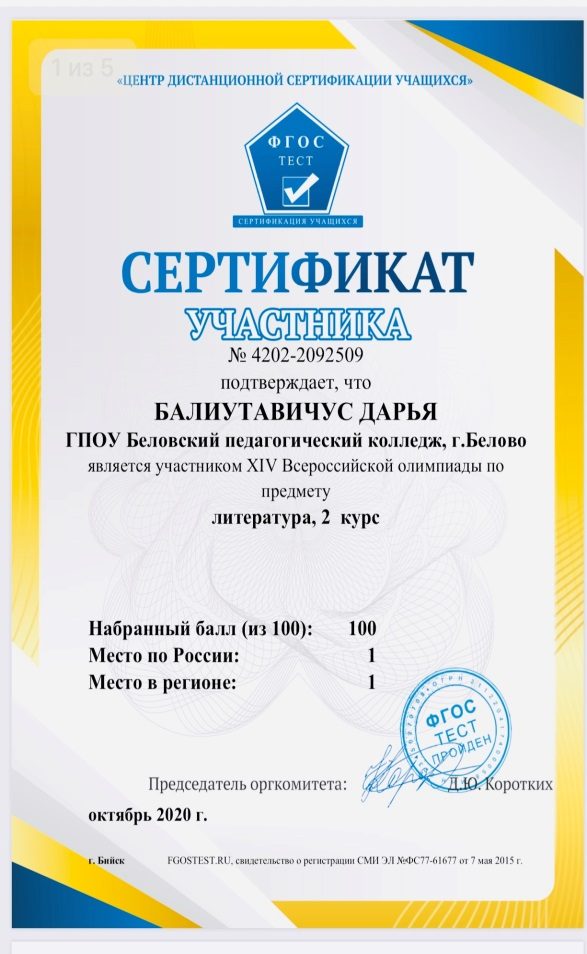 1 из 5
«ЦЕНТР ДИСТАНЦИОННОЙ СЕРТИФИКАЦИИ УЧАЩИХСЯ»
ФГОС
ТЕСТ
СЕРТИФИКАЦИЯ УЧАЩИХСЯ
СЕРТИФИКАТ
УЧАСТНИКА
№ 4202-2092509
подтверждает, что
БАЛИУТАВИЧУС ДАРЬЯ
ГПОУ Беловский педагогический колледж, г.Белово
является участником XIV Всероссийской олимпиады по
предмету
литература, 2 курс
Набранный балл (из 100): 100
Место по России: 1
Место в регионе: 1
ФГОС
ТЕСТ
ПРОЙДЕН
Председатель оргкомитета: Д.Ю. Коротких
октябрь 2020 г.
г. Бийск FGOSTEST.RU, свидетельство о регистрации СМИ ЭЛ №ФС77-61677 от 7 мая 2015 г.